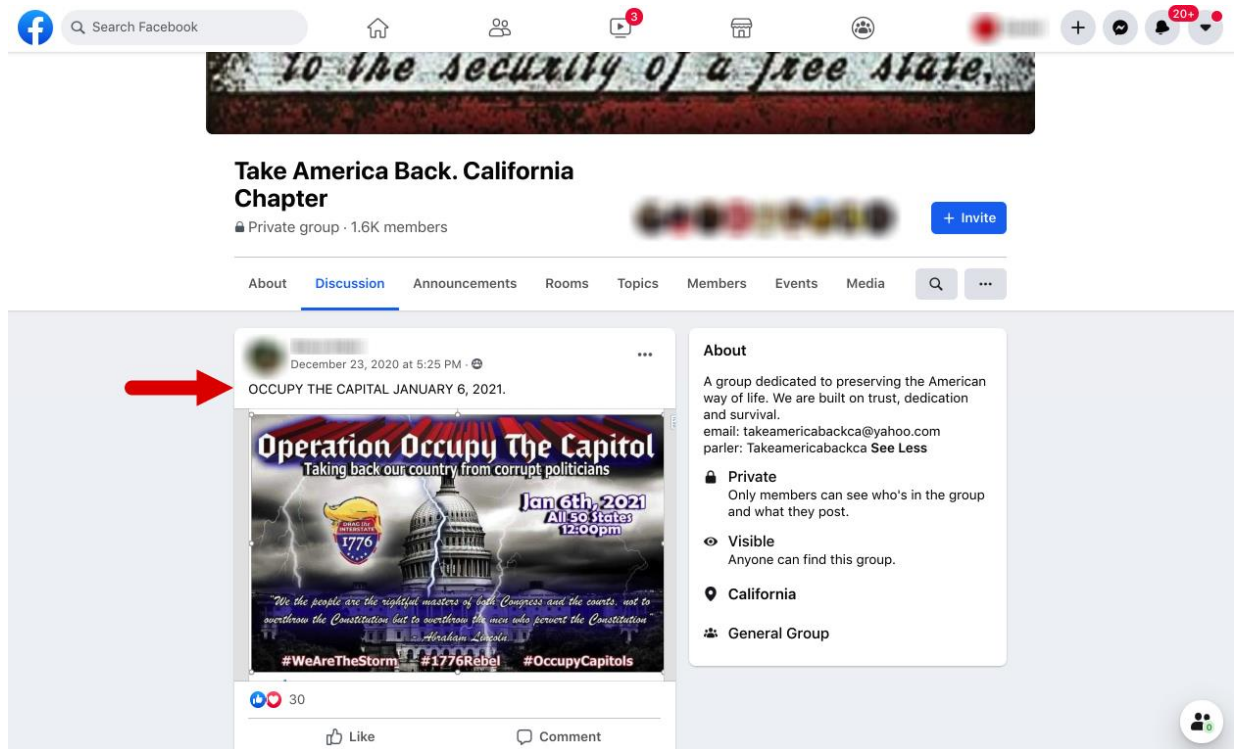 Search Facebook
3
20+
to the security of a free state,
Take America Back. California
Chapter
Private group · 1.6K members
+ Invite
About
Discussion
Announcements
Rooms
Topics
Members
Events
Media
December 23, 2020 at 5:25 PM ·
OCCUPY THE CAPITAL JANUARY 6, 2021.
Operation Occupy The Capitol
Taking back our country from corrupt politicians
Jan 6th, 2021
All 50 States
12:00pm
DRAG the
INTERSTATE
1776
"We the people are the rightful masters of both Congress and the courts, not to
overthrow the Constitution but to overthrow the men who pervert the Constitution"
- Abraham Lincoln
#WeAreTheStorm #1776Rebel #OccupyCapitols
30
Like
Comment
About
A group dedicated to preserving the American
way of life. We are built on trust, dedication
and survival.
email: takeamericabackca@yahoo.com
parler: Takeamericabackca See Less
Private
Only members can see who's in the group
and what they post.
Visible
Anyone can find this group.
California
General Group
0